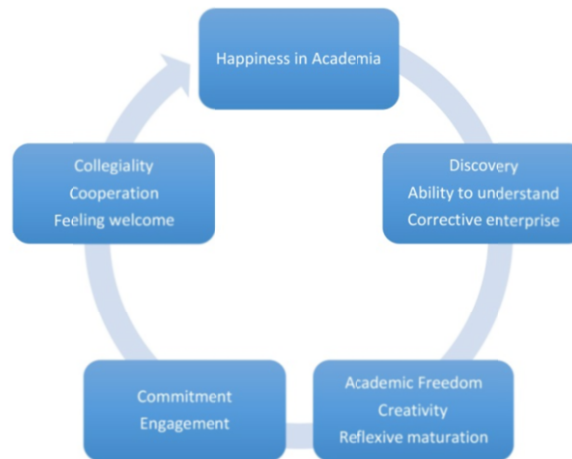 Happiness in Academia
Discovery
Ability to understand
Corrective enterprise
Academic Freedom
Creativity
Reflexive maturation
Commitment
Engagement
Collegiality
Cooperation
Feeling welcome